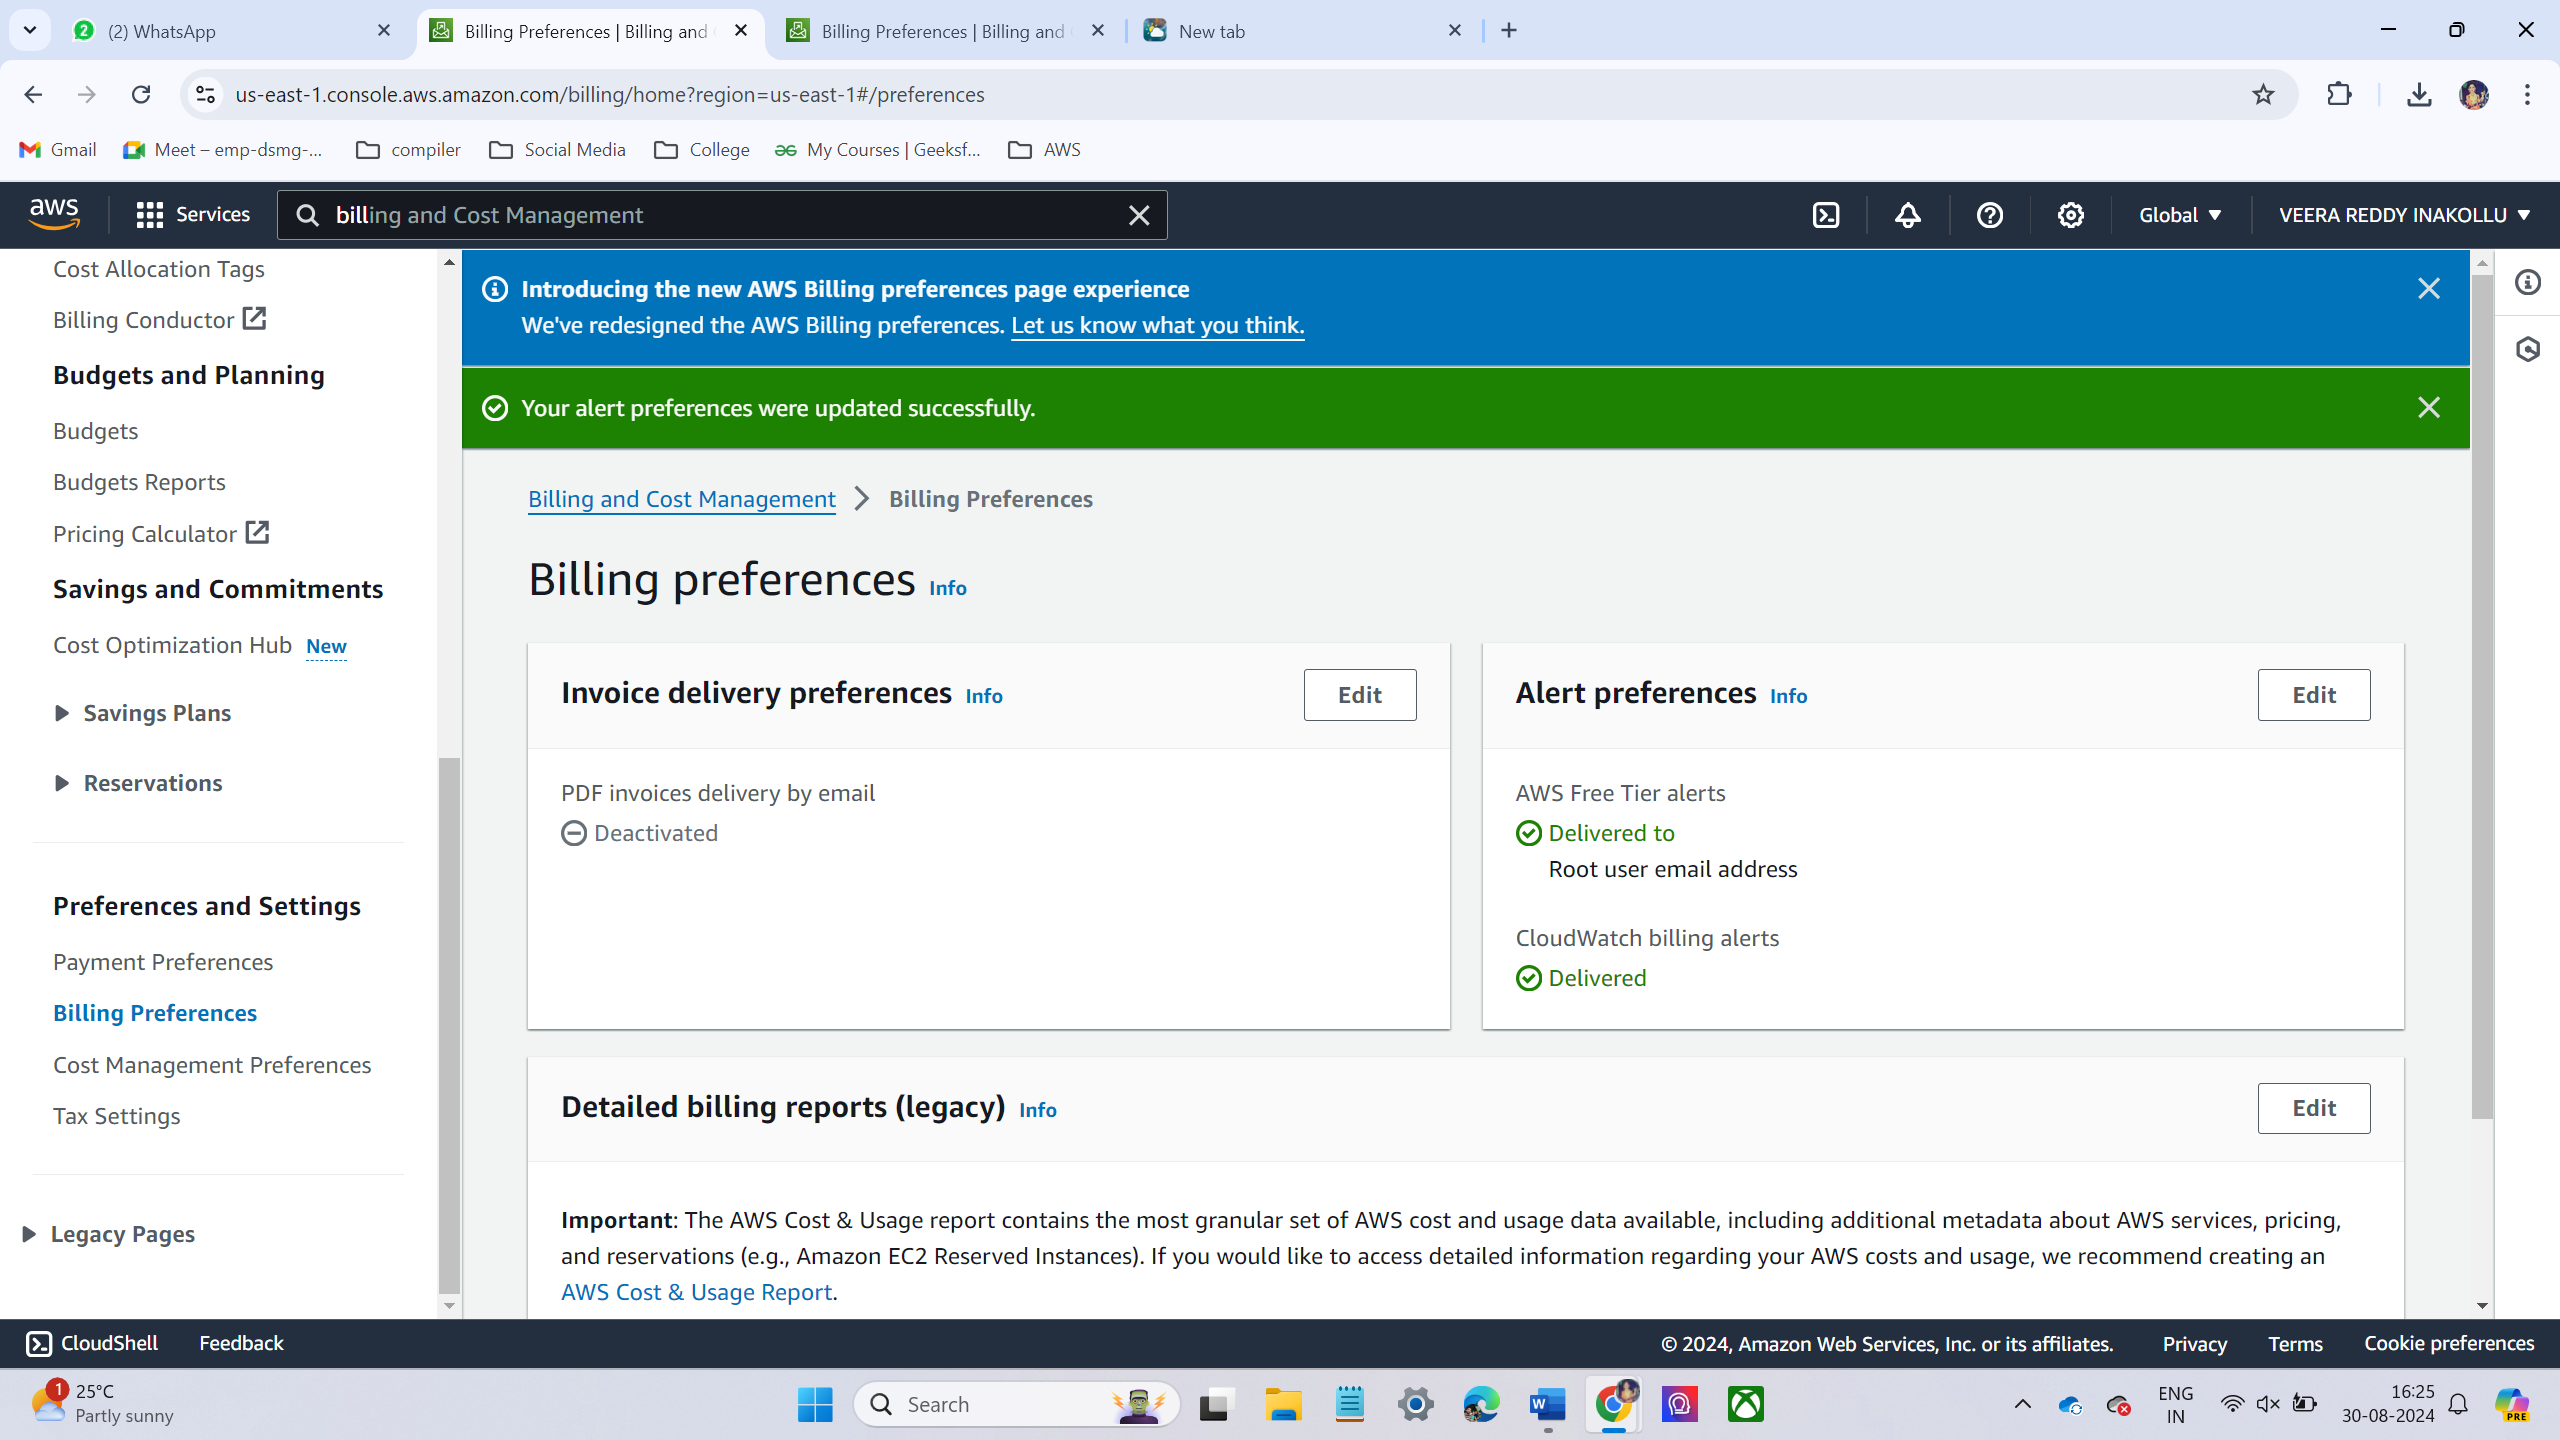 (2) WhatsApp
Billing Preferences | Billing and
Billing Preferences | Billing and
New tab
us-east-1.console.aws.amazon.com/billing/home?region=us-east-1#/preferences
Gmail
Meet – emp-dsmg-...
compiler
Social Media
College
My Courses | Geeksf...
AWS
aws
Services
billing and Cost Management
Global
VEERA REDDY INAKOLLU
Cost Allocation Tags
Billing Conductor
Budgets and Planning
Budgets
Budgets Reports
Pricing Calculator
Savings and Commitments
Cost Optimization Hub New
Savings Plans
Reservations
Preferences and Settings
Payment Preferences
Billing Preferences
Cost Management Preferences
Tax Settings
Legacy Pages
Introducing the new AWS Billing preferences page experience
We've redesigned the AWS Billing preferences. Let us know what you think.
Your alert preferences were updated successfully.
Billing and Cost Management > Billing Preferences
Billing preferences Info
Invoice delivery preferences Info
Edit
PDF invoices delivery by email
Deactivated
Alert preferences Info
Edit
AWS Free Tier alerts
Delivered to
Root user email address
CloudWatch billing alerts
Delivered
Detailed billing reports (legacy) Info
Edit
Important: The AWS Cost & Usage report contains the most granular set of AWS cost and usage data available, including additional metadata about AWS services, pricing,
and reservations (e.g., Amazon EC2 Reserved Instances). If you would like to access detailed information regarding your AWS costs and usage, we recommend creating an
AWS Cost & Usage Report.
CloudShell
Feedback
© 2024, Amazon Web Services, Inc. or its affiliates.
Privacy
Terms
Cookie preferences
1
25°C
Partly sunny
Search
ENG
IN
16:25
30-08-2024
PRE